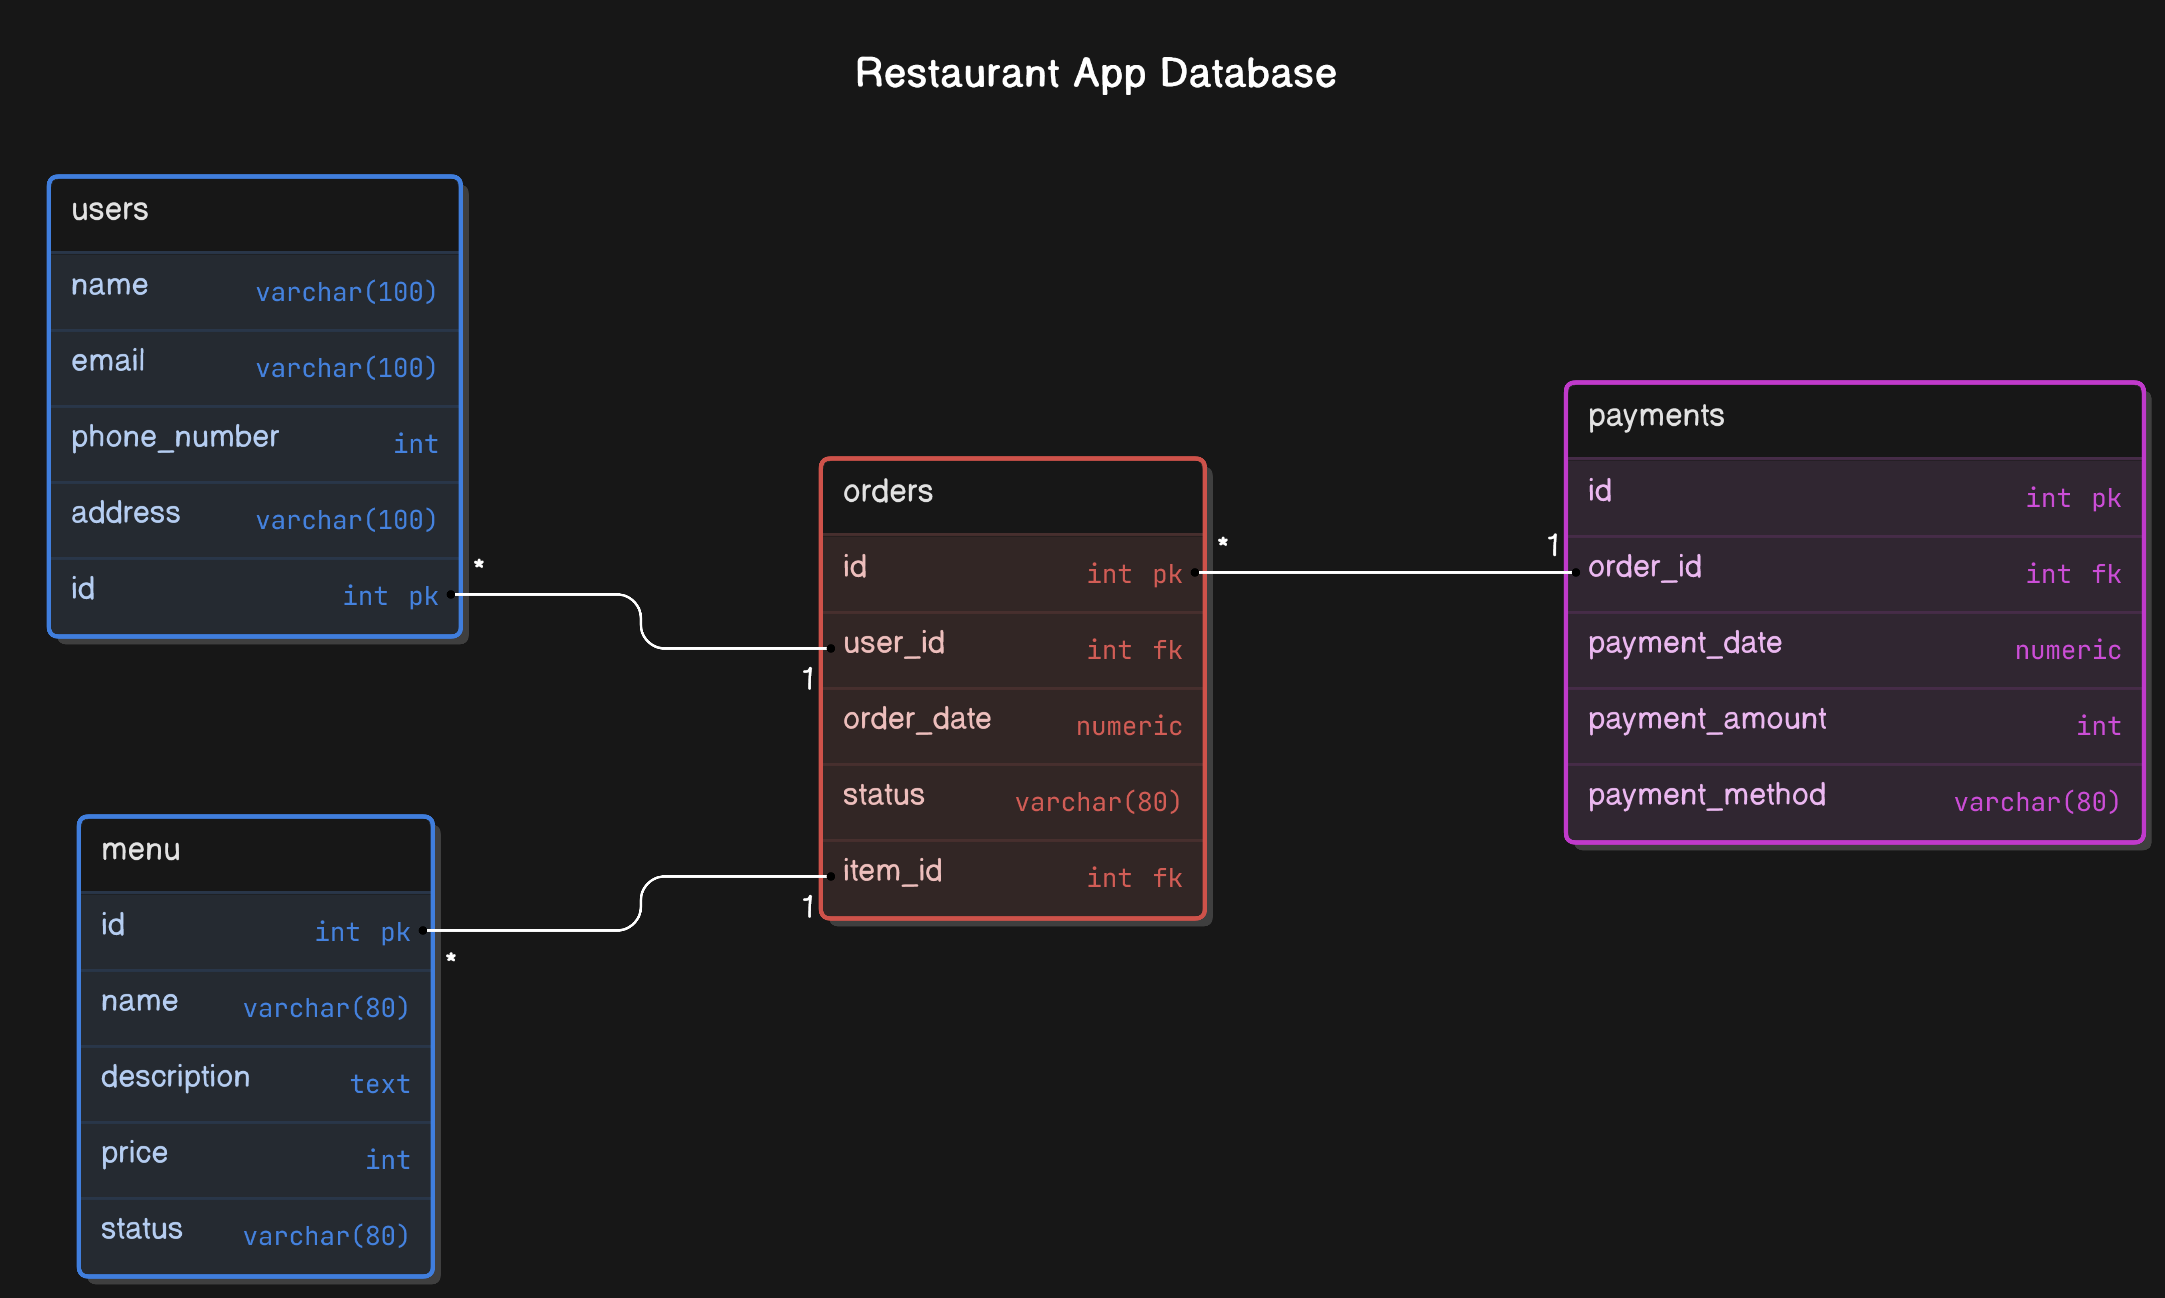 Restaurant App Database
users
name varchar(100)
email varchar(100)
phone_number int
address varchar(100)
id int pk
*
1
menu
id int pk
*
name varchar(80)
description text
price int
status varchar(80)
orders
id int pk
user_id int fk
order_date numeric
status varchar(80)
item_id int fk
1
*
1
payments
id int pk
order_id int fk
payment_date numeric
payment_amount int
payment_method varchar(80)